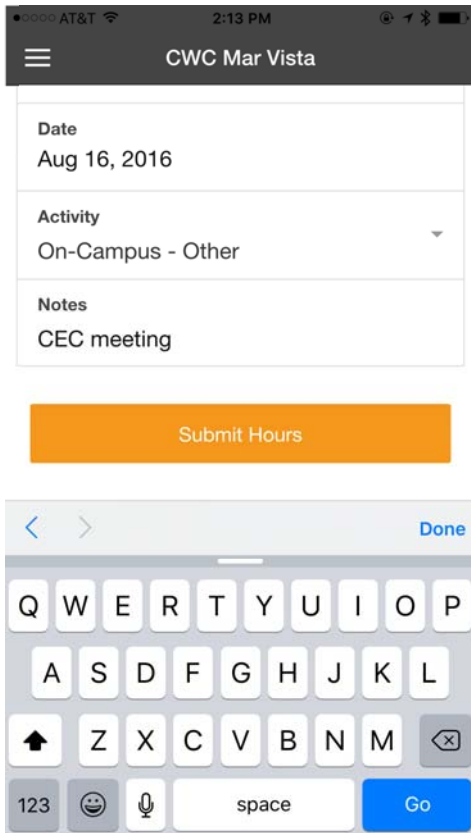 AT&T 2:13 PM
CWC Mar Vista
Date
Aug 16, 2016
Activity
On-Campus - Other
Notes
CEC meeting
Submit Hours
Done
Q W E R T Y U I O P
A S D F G H J K L
Z X C V B N M
123 space Go